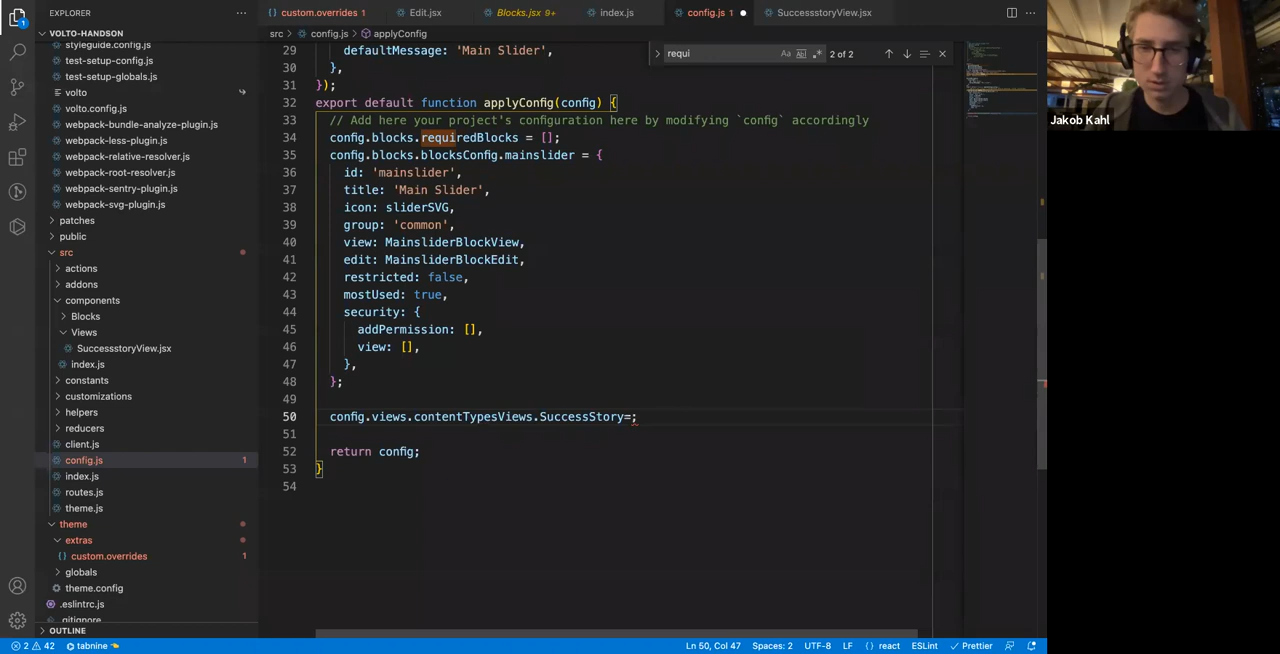 1
EXPLORER
VOLTO-HANDSON
styleguide.config.js
test-setup-config.js
test-setup-globals.js
volto
volto.config.js
webpack-bundle-analyze-plugin.js
webpack-less-plugin.js
webpack-relative-resolver.js
webpack-root-resolver.js
webpack-sentry-plugin.js
webpack-svg-plugin.js
patches
public
src
actions
addons
components
Blocks
Views
SuccessstoryView.jsx
index.js
constants
customizations
helpers
reducers
client.js
config.js 1
index.js
routes.js
theme.js
theme
extras
{} custom.overrides 1
globals
theme.config
.eslintrc.js
.gitignore
OUTLINE
{} custom.overrides 1
Edit.jsx
Blocks.jsx 9+
index.js
config.js 1
SuccessstoryView.jsx
src > config.js > applyConfig
requi Aa ab .* 2 of 2
29 defaultMessage: 'Main Slider',
30 },
31 });
32 export default function applyConfig(config) {
33 // Add here your project's configuration here by modifying `config` accordingly
34 config.blocks.requiredBlocks = [];
35 config.blocks.blocksConfig.mainslider = {
36 id: 'mainslider',
37 title: 'Main Slider',
38 icon: sliderSVG,
39 group: 'common',
40 view: MainsliderBlockView,
41 edit: MainsliderBlockEdit,
42 restricted: false,
43 mostUsed: true,
44 security: {
45 addPermission: [],
46 view: [],
47 },
48 };
49
50 config.views.contentTypesViews.SuccessStory=;
51
52 return config;
53 }
54
Jakob Kahl
2 42 tabnine
Ln 50, Col 47 Spaces: 2 UTF-8 LF {} react ESLint Prettier